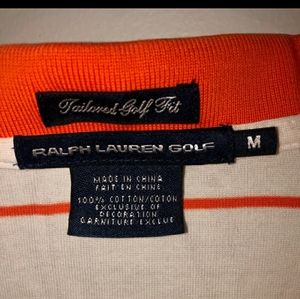 Tailored Golf Fit
RALPH LAUREN GOLF M
MADE IN CHINA
FAIT EN CHINE
100% COTTON/COTON
EXCLUSIVE OF
DECORATION
GARNITURE EXCLUE